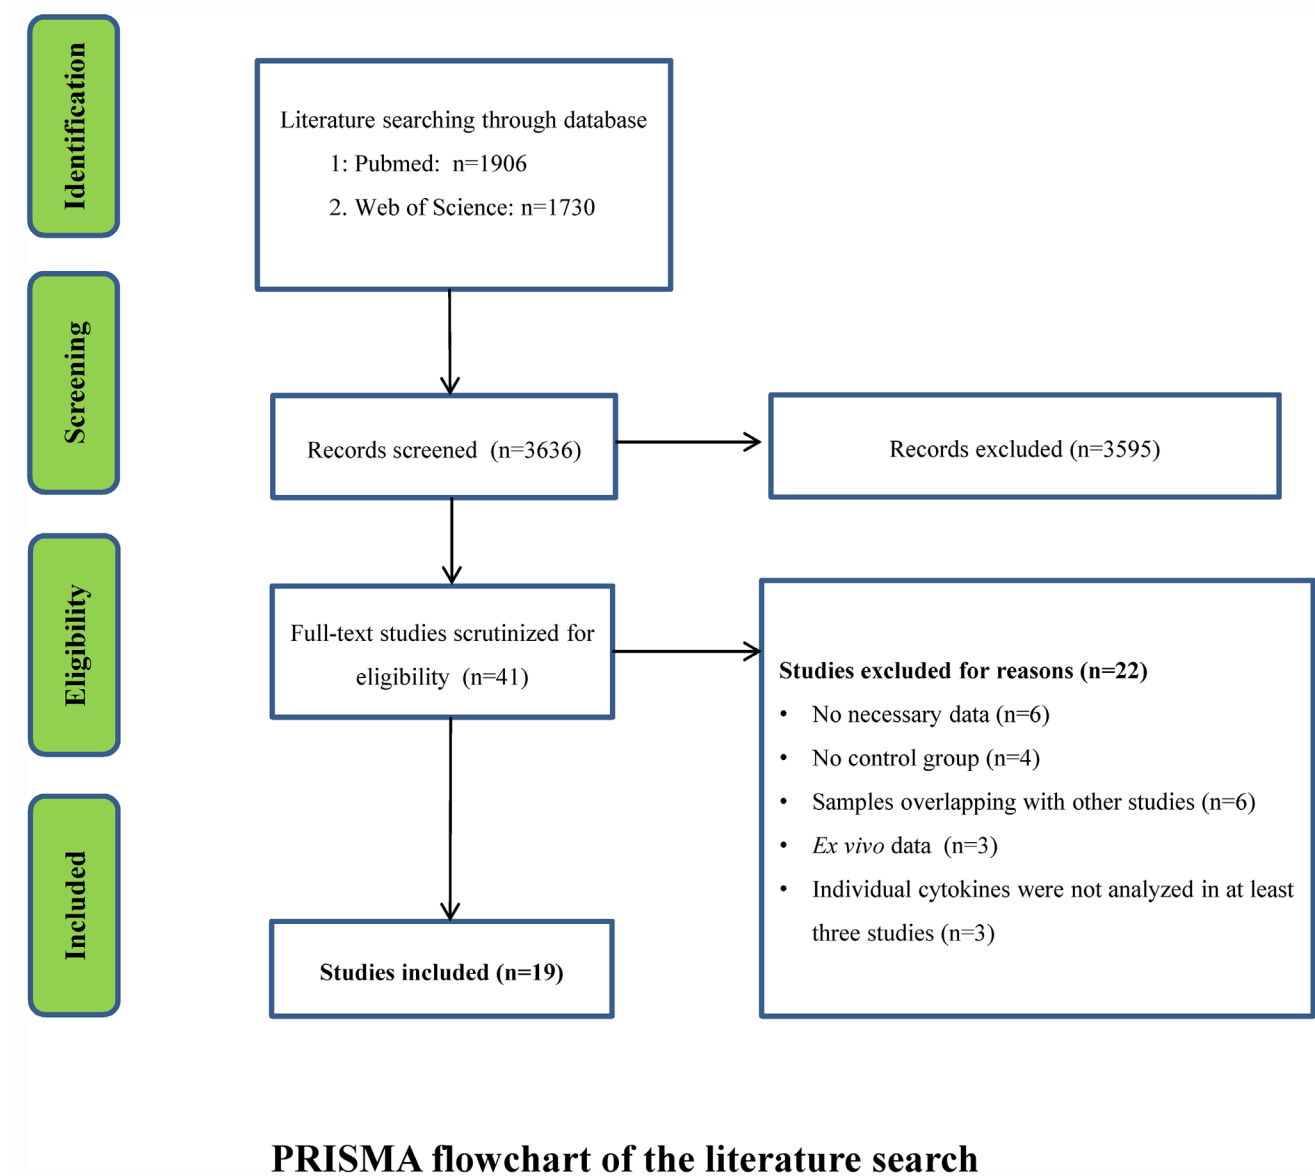 Identification
Literature searching through database
1: Pubmed:  n=1906
2. Web of Science: n=1730
Screening
Records screened  (n=3636)
Records excluded (n=3595)
Eligibility
Full-text studies scrutinized for
eligibility  (n=41)
Studies excluded for reasons (n=22)
• No necessary data (n=6)
• No control group (n=4)
• Samples overlapping with other studies (n=6)
• Ex vivo data  (n=3)
• Individual cytokines were not analyzed in at least
three studies (n=3)
Included
Studies included (n=19)
PRISMA flowchart of the literature search